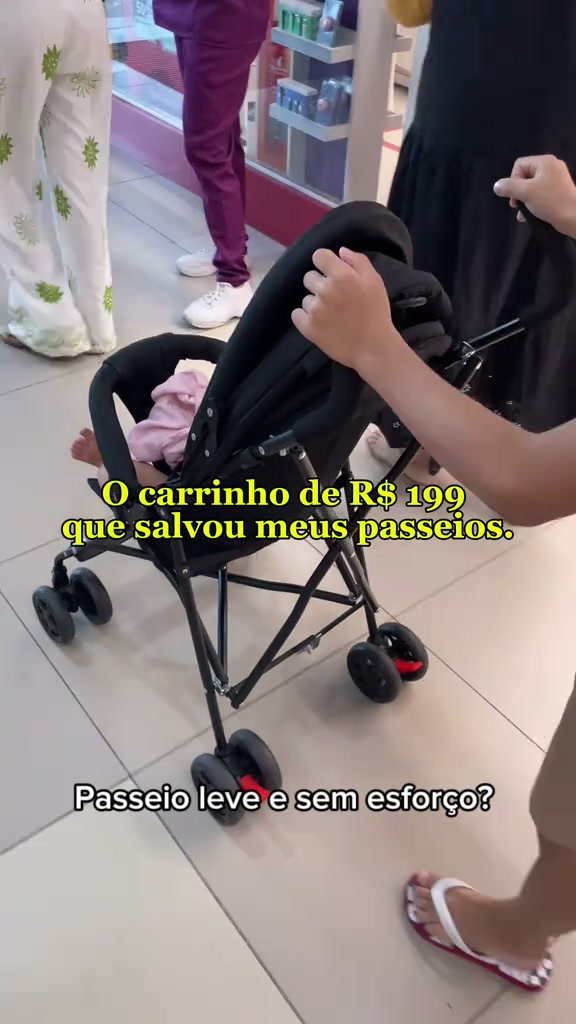 O carrinho de R$ 199
que salvou meus passeios.
Passeio leve e sem esforço?